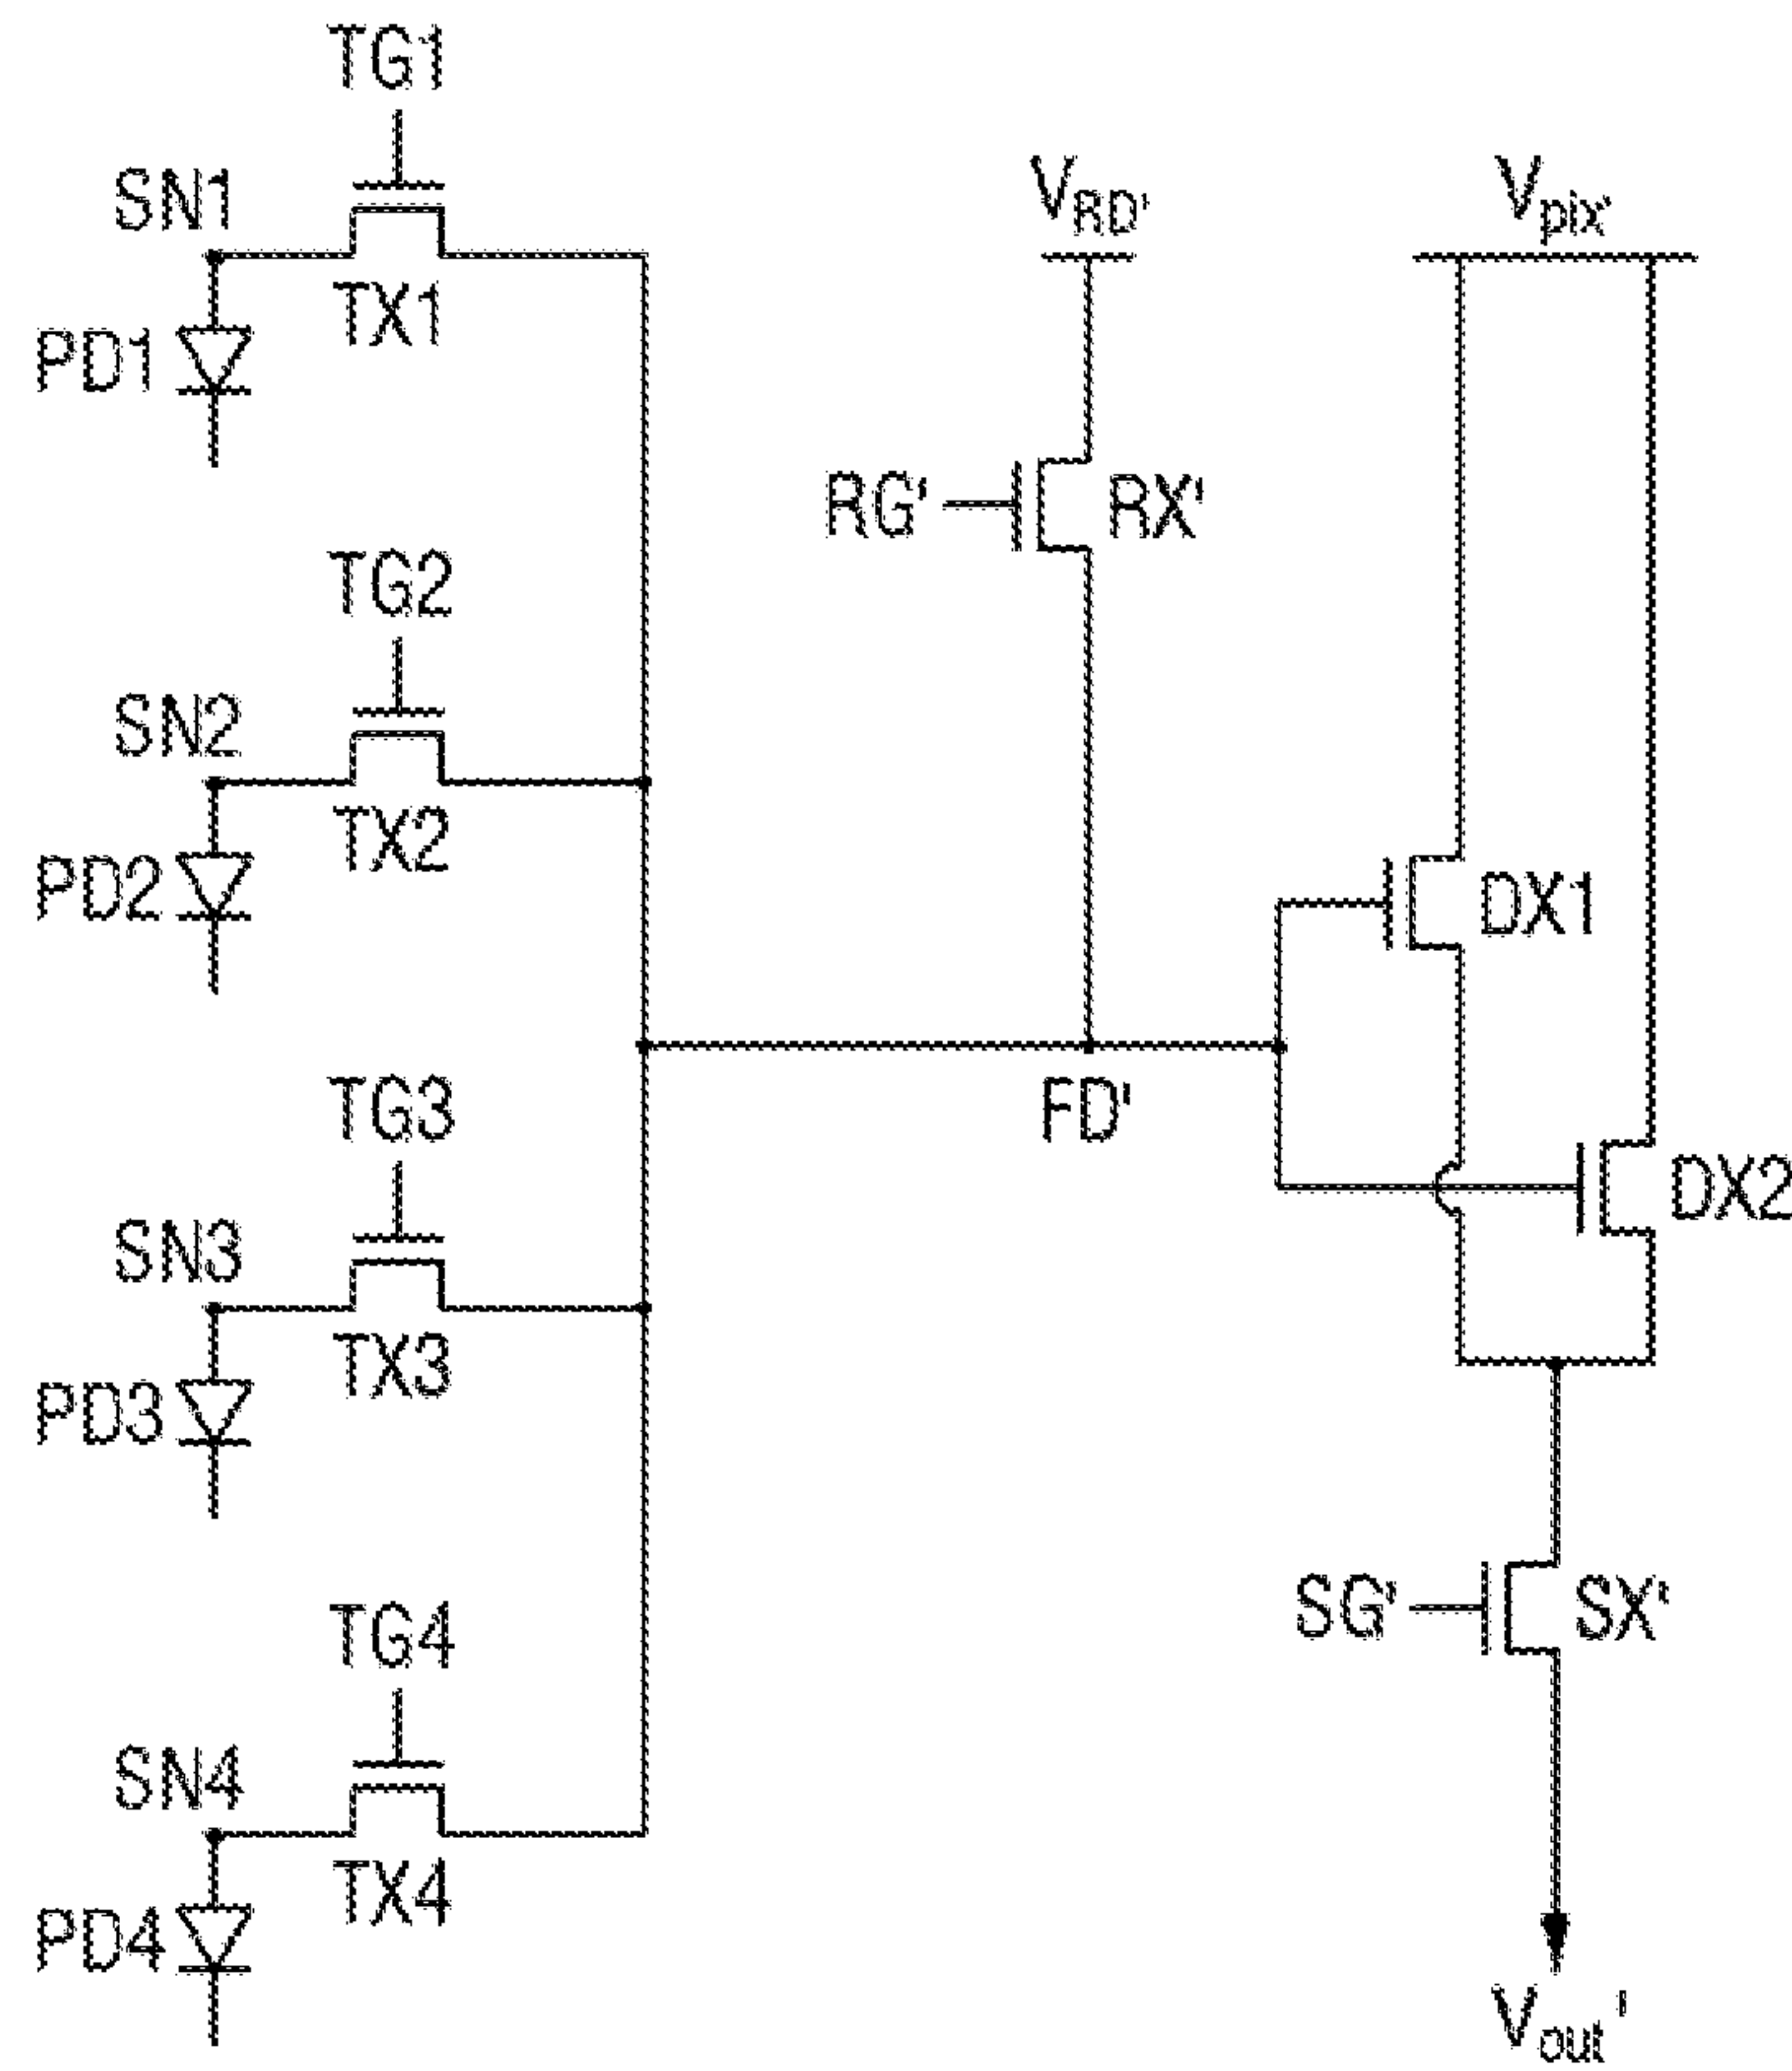 TG1
SN1
TX1
PD1
TG2
SN2
TX2
PD2
TG3
SN3
TX3
PD3
TG4
SN4
TX4
PD4
VRD'
RG'
RX'
FD'
Vpix'
DX1
DX2
SG'
SX'
Vout'